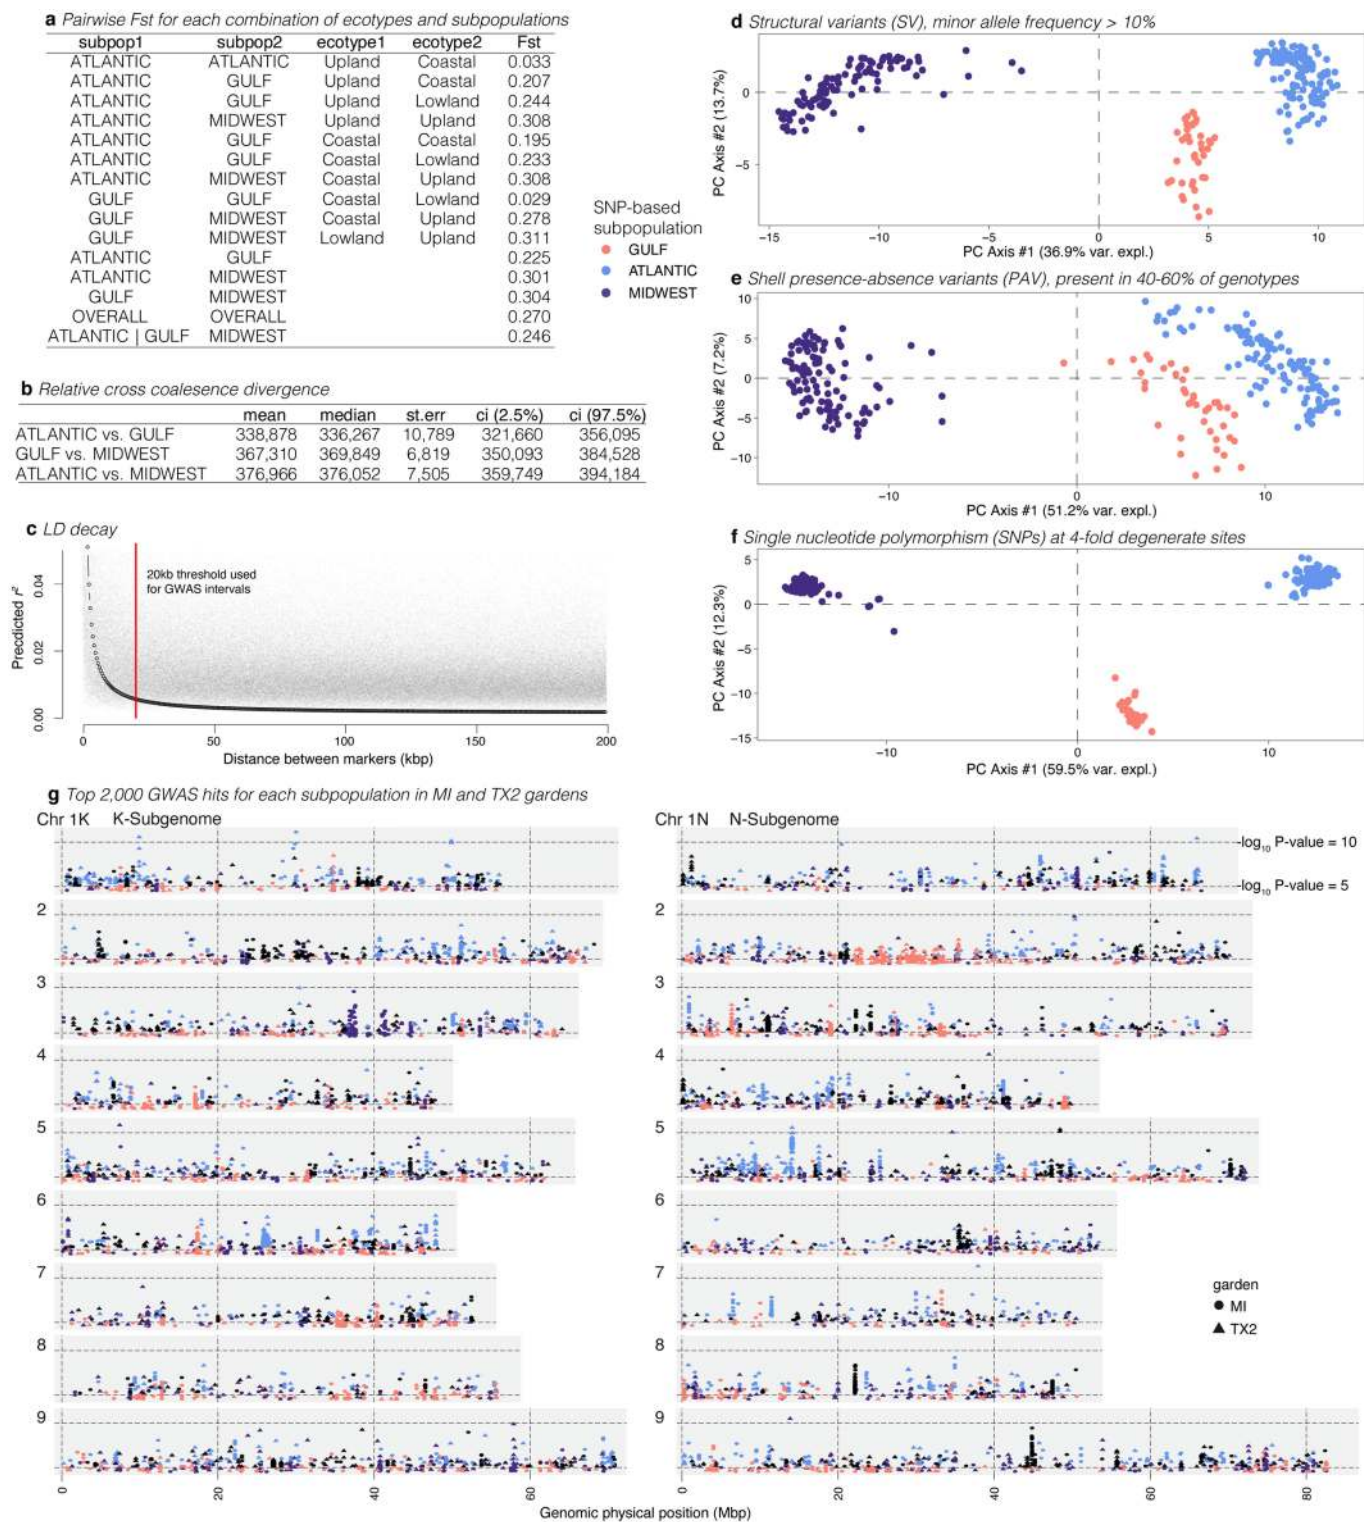 a Pairwise Fst for each combination of ecotypes and subpopulations
subpop1 subpop2 ecotype1 ecotype2 Fst
ATLANTIC ATLANTIC Upland Coastal 0.033
ATLANTIC GULF Upland Coastal 0.207
ATLANTIC GULF Upland Lowland 0.244
ATLANTIC MIDWEST Upland Upland 0.308
ATLANTIC GULF Coastal Coastal 0.195
ATLANTIC GULF Coastal Lowland 0.233
ATLANTIC MIDWEST Coastal Upland 0.308
GULF GULF Coastal Lowland 0.029
GULF MIDWEST Coastal Upland 0.278
GULF MIDWEST Lowland Upland 0.311
ATLANTIC GULF 0.225
ATLANTIC MIDWEST 0.301
GULF MIDWEST 0.304
OVERALL OVERALL 0.270
ATLANTIC | GULF MIDWEST 0.246
b Relative cross coalesence divergence
mean median st.err ci (2.5%) ci (97.5%)
ATLANTIC vs. GULF 338,878 336,267 10,789 321,660 356,095
GULF vs. MIDWEST 367,310 369,849 6,819 350,093 384,528
ATLANTIC vs. MIDWEST 376,966 376,052 7,505 359,749 394,184
c LD decay
20kb threshold used
for GWAS intervals
Precdicted r²
0.04
0.02
0.00
0 50 100 150 200
Distance between markers (kbp)
SNP-based
subpopulation
GULF
ATLANTIC
MIDWEST
d Structural variants (SV), minor allele frequency > 10%
PC Axis #2 (13.7%)
0
−5
−15 −10 −5 0 5 10
PC Axis #1 (36.9% var. expl.)
e Shell presence-absence variants (PAV), present in 40-60% of genotypes
PC Axis #2 (7.2%)
10
5
0
−5
−10
−10 0 10
PC Axis #1 (51.2% var. expl.)
f Single nucleotide polymorphism (SNPs) at 4-fold degenerate sites
PC Axis #2 (12.3%)
5
0
−5
−10
−15
−10 0 10
PC Axis #1 (59.5% var. expl.)
g Top 2,000 GWAS hits for each subpopulation in MI and TX2 gardens
Chr 1K K-Subgenome
2
3
4
5
6
7
8
9
0 20 40 60
Chr 1N N-Subgenome
-log₁₀ P-value = 10
-log₁₀ P-value = 5
2
3
4
5
6
7
8
9
garden
MI
TX2
0 20 40 60 80
Genomic physical position (Mbp)